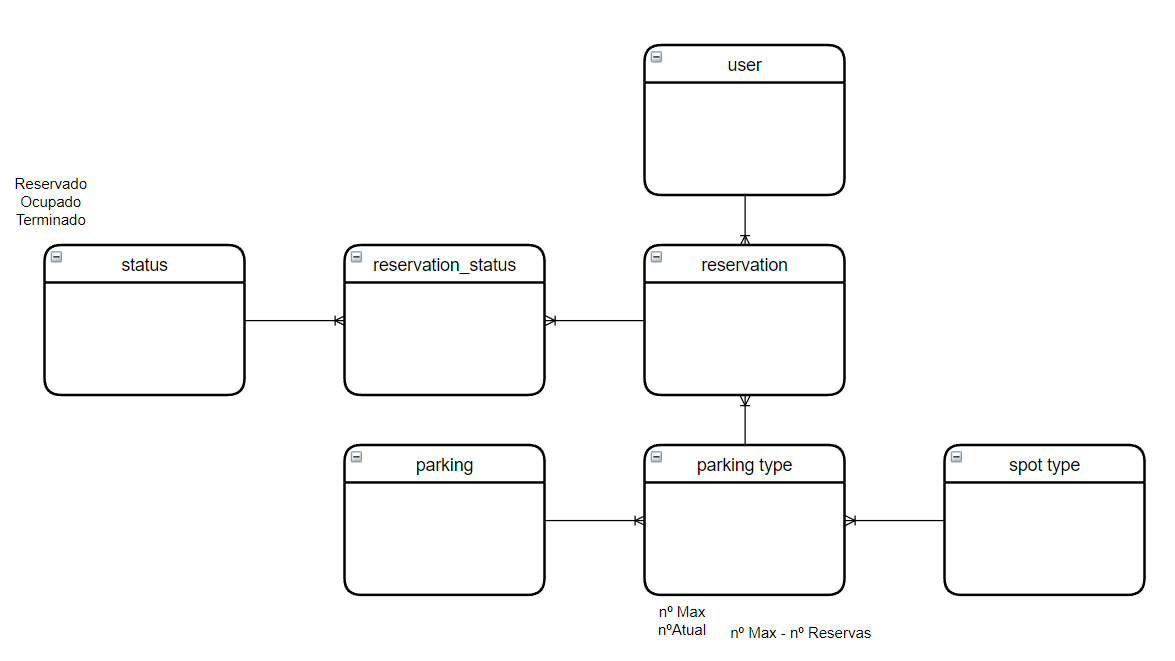 user
Reservado
Ocupado
Terminado
status
reservation_status
reservation
parking
parking type
spot type
nº Max
nºAtual
nº Max - nº Reservas